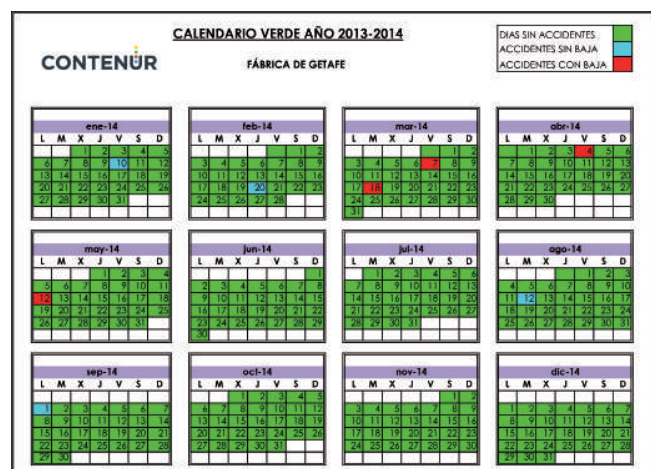 CALENDARIO VERDE AÑO 2013-2014
CONTENUR
FÁBRICA DE GETAFE
DIAS SIN ACCIDENTES
ACCIDENTES SIN BAJA
ACCIDENTES CON BAJA
ene-14
L M X J V S D
1 2 3 4 5
6 7 8 9 10 11 12
13 14 15 16 17 18 19
20 21 22 23 24 25 26
27 28 29 30 31
feb-14
L M X J V S D
1 2
3 4 5 6 7 8 9
10 11 12 13 14 15 16
17 18 19 20 21 22 23
24 25 26 27 28
mar-14
L M X J V S D
1 2
3 4 5 6 7 8 9
10 11 12 13 14 15 16
17 18 19 20 21 22 23
24 25 26 27 28 29 30
31
abr-14
L M X J V S D
1 2 3 4 5 6
7 8 9 10 11 12 13
14 15 16 17 18 19 20
21 22 23 24 25 26 27
28 29 30
may-14
L M X J V S D
1 2 3 4
5 6 7 8 9 10 11
12 13 14 15 16 17 18
19 20 21 22 23 24 25
26 27 28 29 30 31
jun-14
L M X J V S D
1
2 3 4 5 6 7 8
9 10 11 12 13 14 15
16 17 18 19 20 21 22
23 24 25 26 27 28 29
30
jul-14
L M X J V S D
1 2 3 4 5 6
7 8 9 10 11 12 13
14 15 16 17 18 19 20
21 22 23 24 25 26 27
28 29 30 31
ago-14
L M X J V S D
1 2 3
4 5 6 7 8 9 10
11 12 13 14 15 16 17
18 19 20 21 22 23 24
25 26 27 28 29 30 31
sep-14
L M X J V S D
1 2 3 4 5 6 7
8 9 10 11 12 13 14
15 16 17 18 19 20 21
22 23 24 25 26 27 28
29 30
oct-14
L M X J V S D
1 2 3 4 5
6 7 8 9 10 11 12
13 14 15 16 17 18 19
20 21 22 23 24 25 26
27 28 29 30 31
nov-14
L M X J V S D
1 2
3 4 5 6 7 8 9
10 11 12 13 14 15 16
17 18 19 20 21 22 23
24 25 26 27 28 29 30
dic-14
L M X J V S D
1 2 3 4 5 6 7
8 9 10 11 12 13 14
15 16 17 18 19 20 21
22 23 24 25 26 27 28
29 30 31